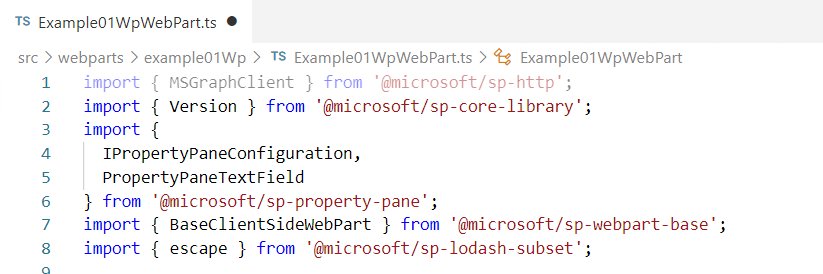 TS Example01WpWebPart.ts ●
src > webparts > example01Wp > TS Example01WpWebPart.ts > Example01WpWebPart
1 import { MSGraphClient } from '@microsoft/sp-http';
2 import { Version } from '@microsoft/sp-core-library';
3 import {
4   IPropertyPaneConfiguration,
5   PropertyPaneTextField
6 } from '@microsoft/sp-property-pane';
7 import { BaseClientSideWebPart } from '@microsoft/sp-webpart-base';
8 import { escape } from '@microsoft/sp-lodash-subset';
9